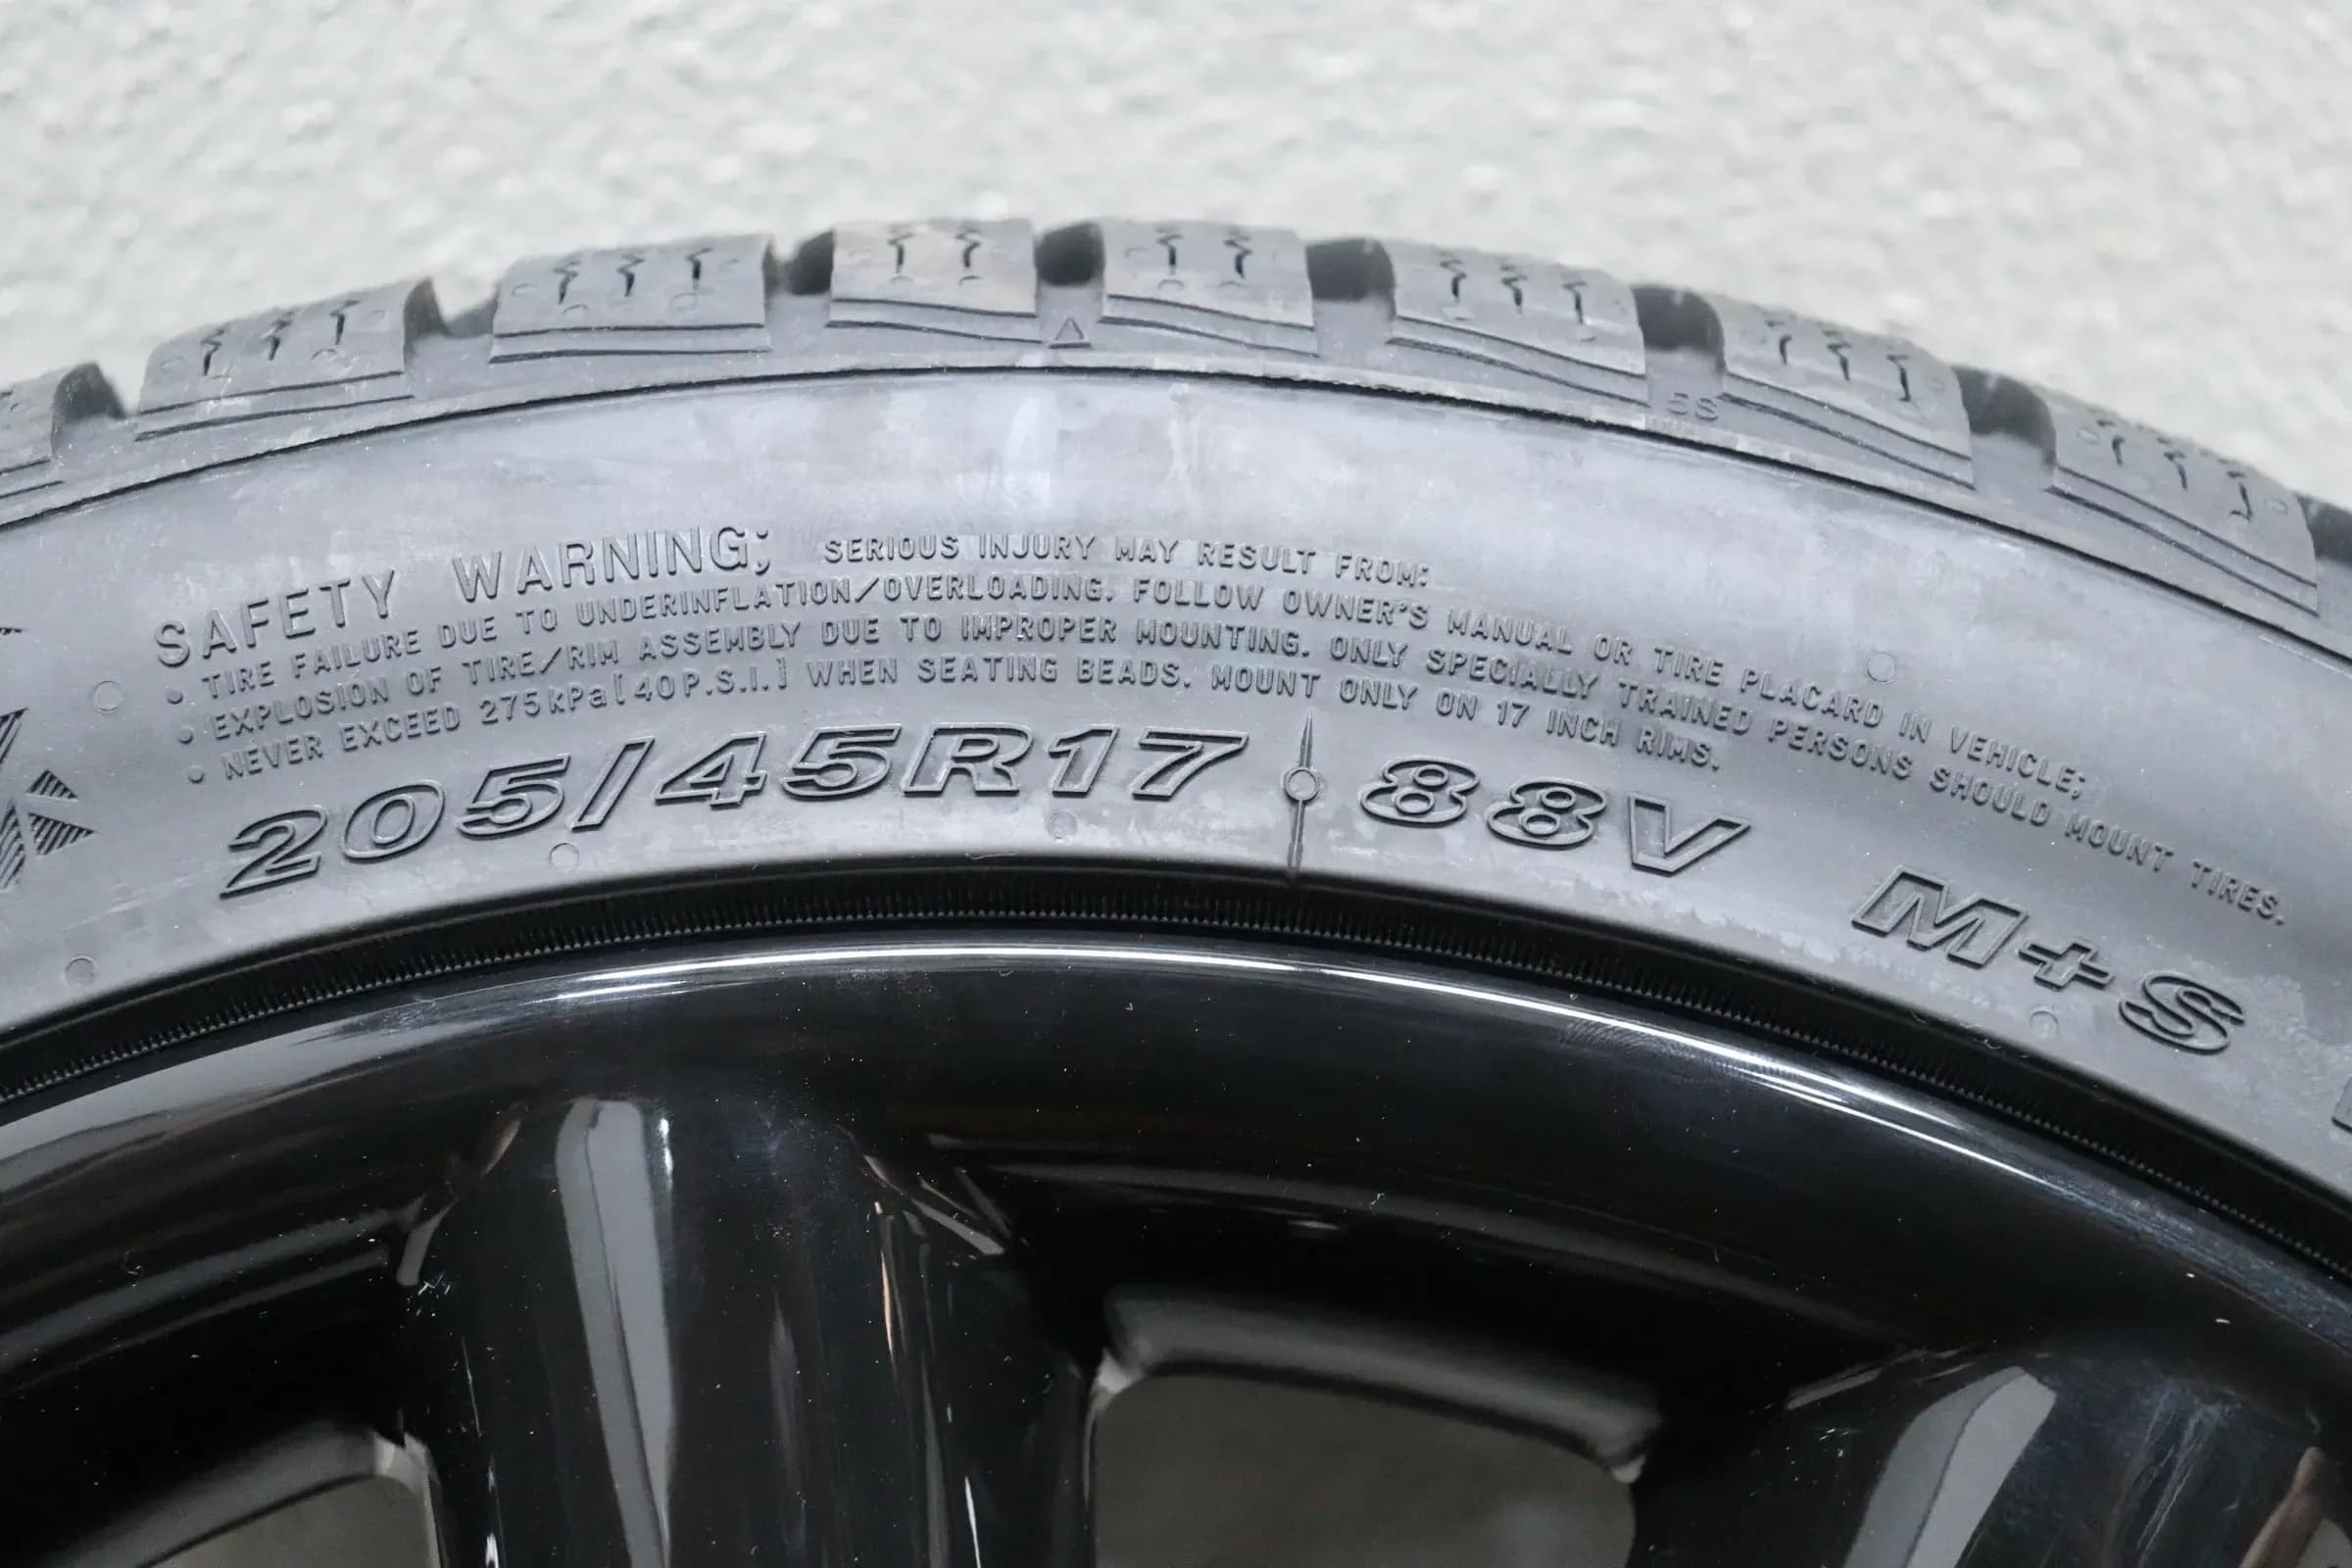 5S
SAFETY WARNING; SERIOUS INJURY MAY RESULT FROM:
• TIRE FAILURE DUE TO UNDERINFLATION/OVERLOADING. FOLLOW OWNER'S MANUAL OR TIRE PLACARD IN VEHICLE;
• EXPLOSION OF TIRE/RIM ASSEMBLY DUE TO IMPROPER MOUNTING. ONLY SPECIALLY TRAINED PERSONS SHOULD MOUNT TIRES.
• NEVER EXCEED 275kPa[40P.S.I.] WHEN SEATING BEADS. MOUNT ONLY ON 17 INCH RIMS.
205/45R17 88V M+S